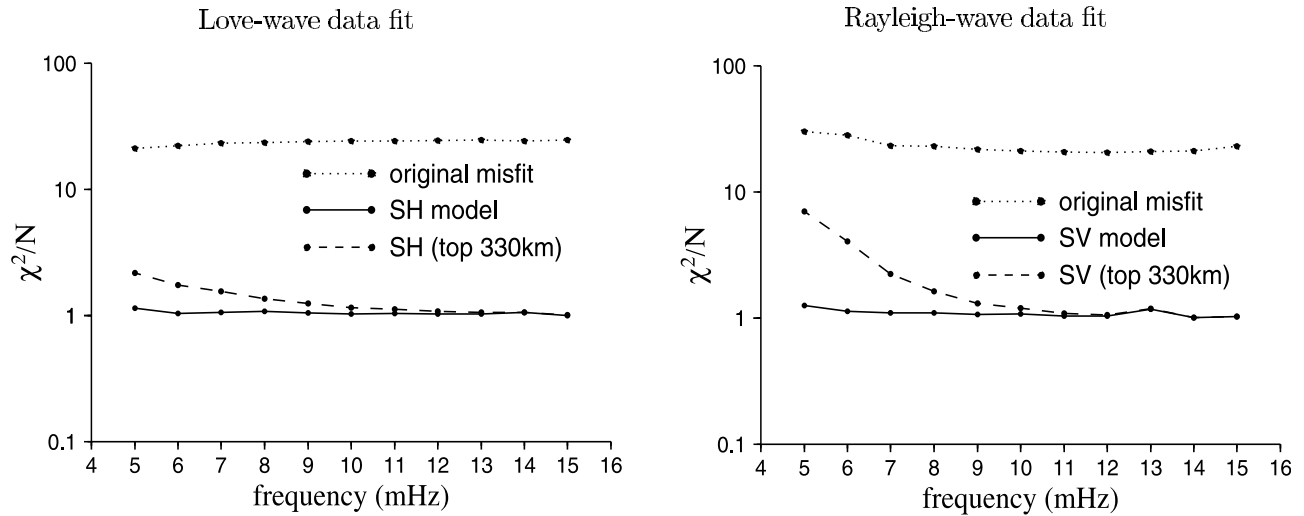 Love-wave data fit
100
10
1
0.1
χ²/N
original misfit
SH model
SH (top 330km)
4 5 6 7 8 9 10 11 12 13 14 15 16
frequency (mHz)
Rayleigh-wave data fit
100
10
1
0.1
χ²/N
original misfit
SV model
SV (top 330km)
4 5 6 7 8 9 10 11 12 13 14 15 16
frequency (mHz)